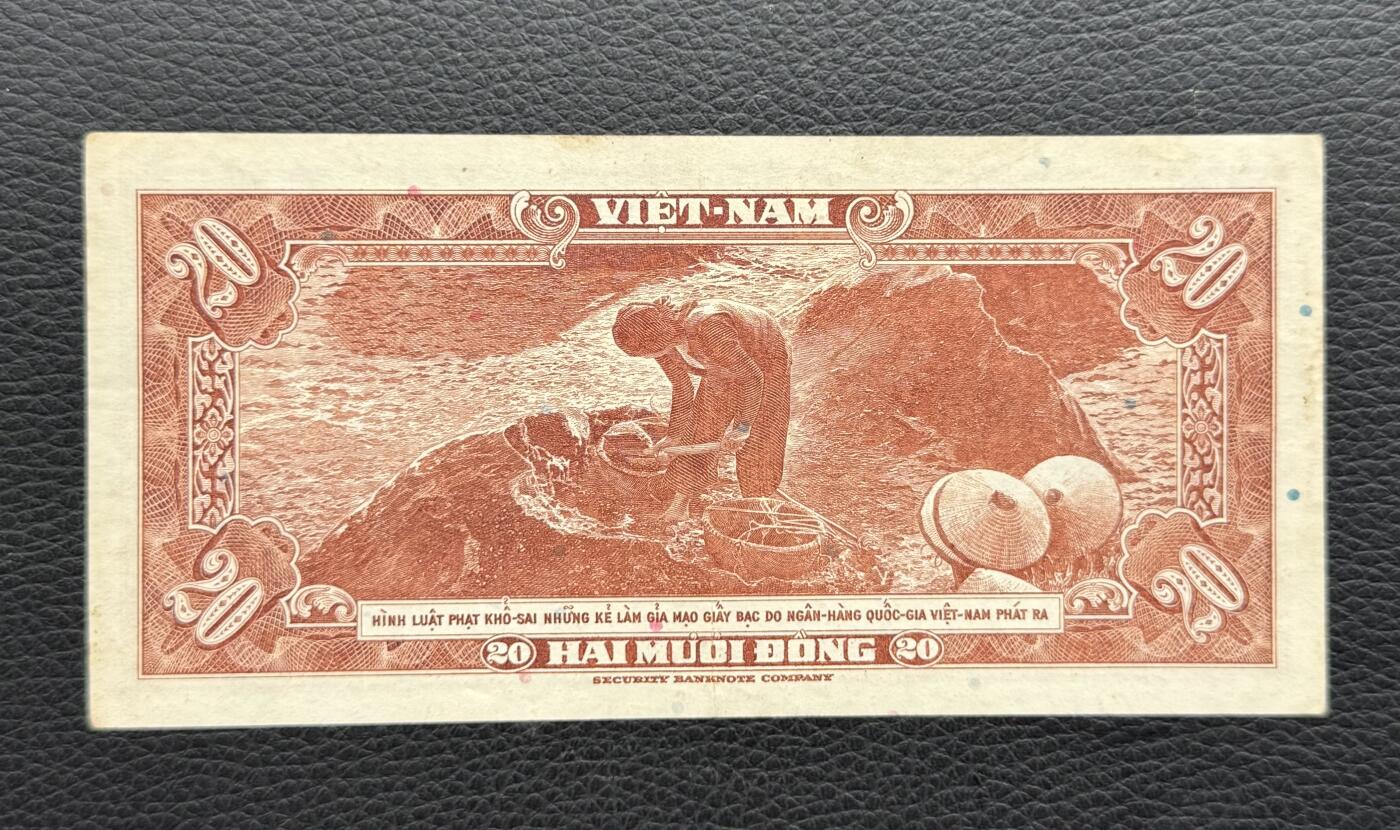 VIỆT-NAM
20 20
20 20
HÌNH LUẬT PHẠT KHỔ-SAI NHỮNG KẺ LÀM GIẢ MẠO GIẤY BẠC DO NGÂN-HÀNG QUỐC-GIA VIỆT-NAM PHÁT RA
20 HAI MƯƠI ĐỒNG 20
SECURITY BANKNOTE COMPANY